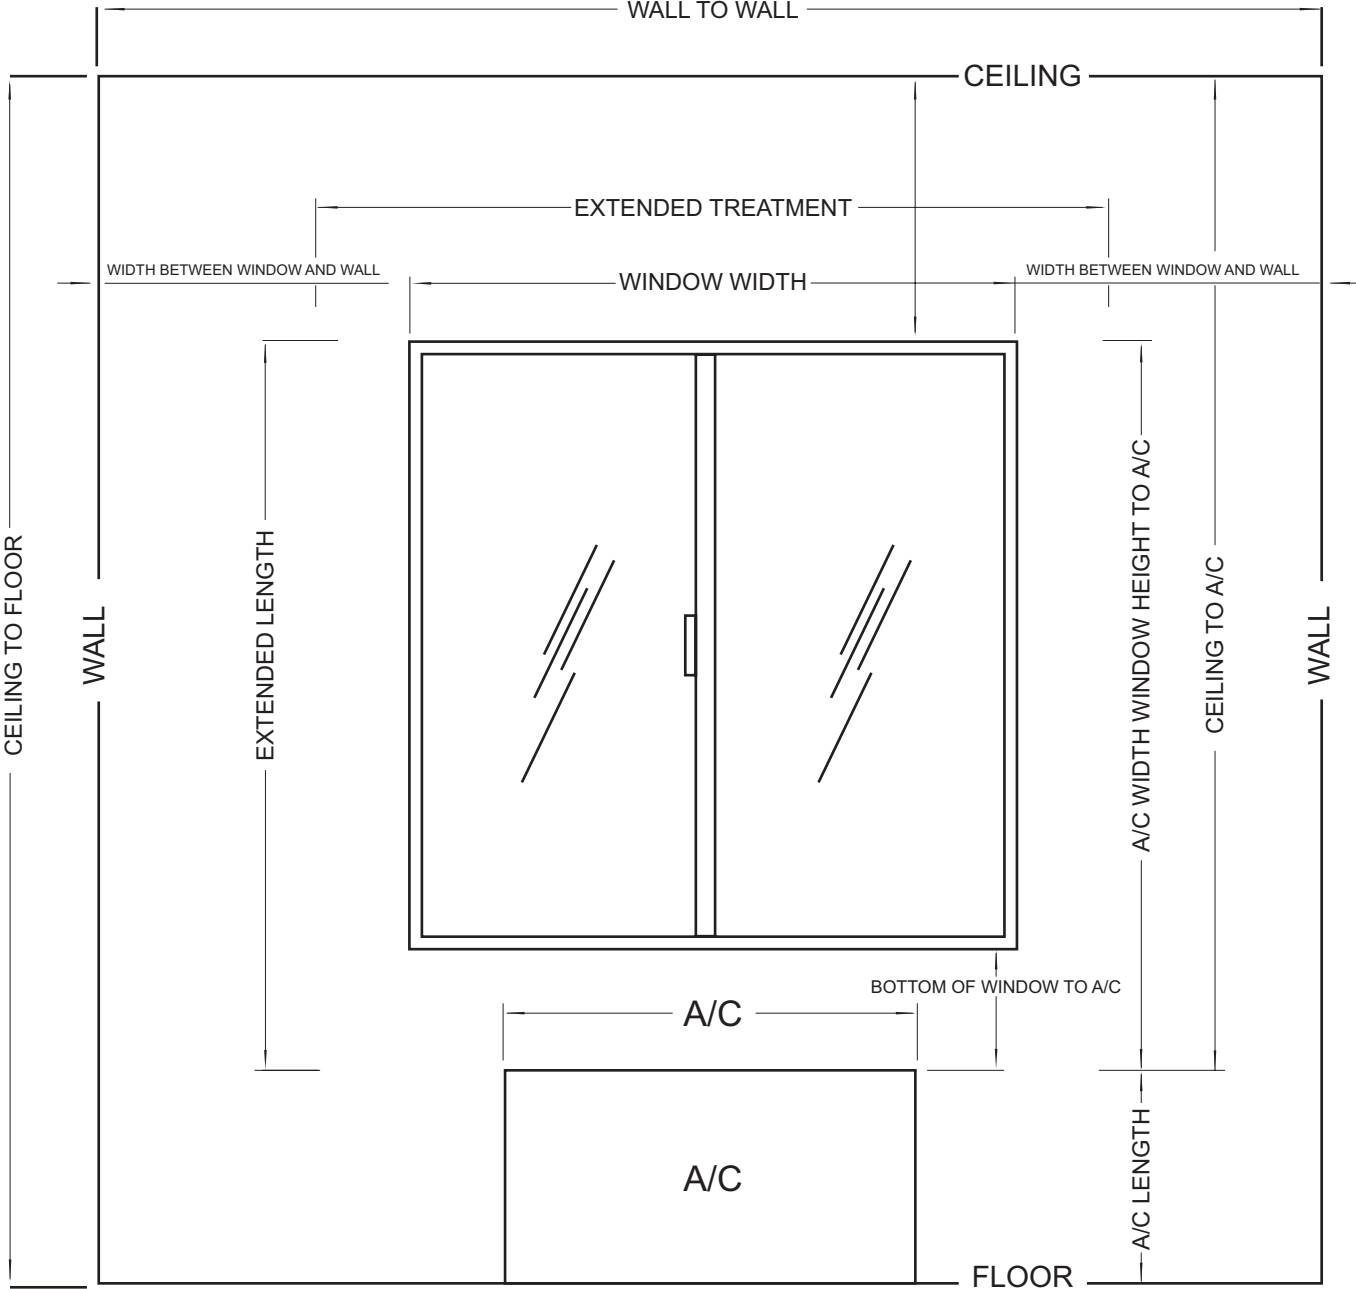 WALL TO WALL
CEILING
EXTENDED TREATMENT
WIDTH BETWEEN WINDOW AND WALL
WINDOW WIDTH
WIDTH BETWEEN WINDOW AND WALL
CEILING TO FLOOR
WALL
EXTENDED LENGTH
A/C WIDTH WINDOW HEIGHT TO A/C
CEILING TO A/C
WALL
BOTTOM OF WINDOW TO A/C
A/C
A/C
A/C LENGTH
FLOOR